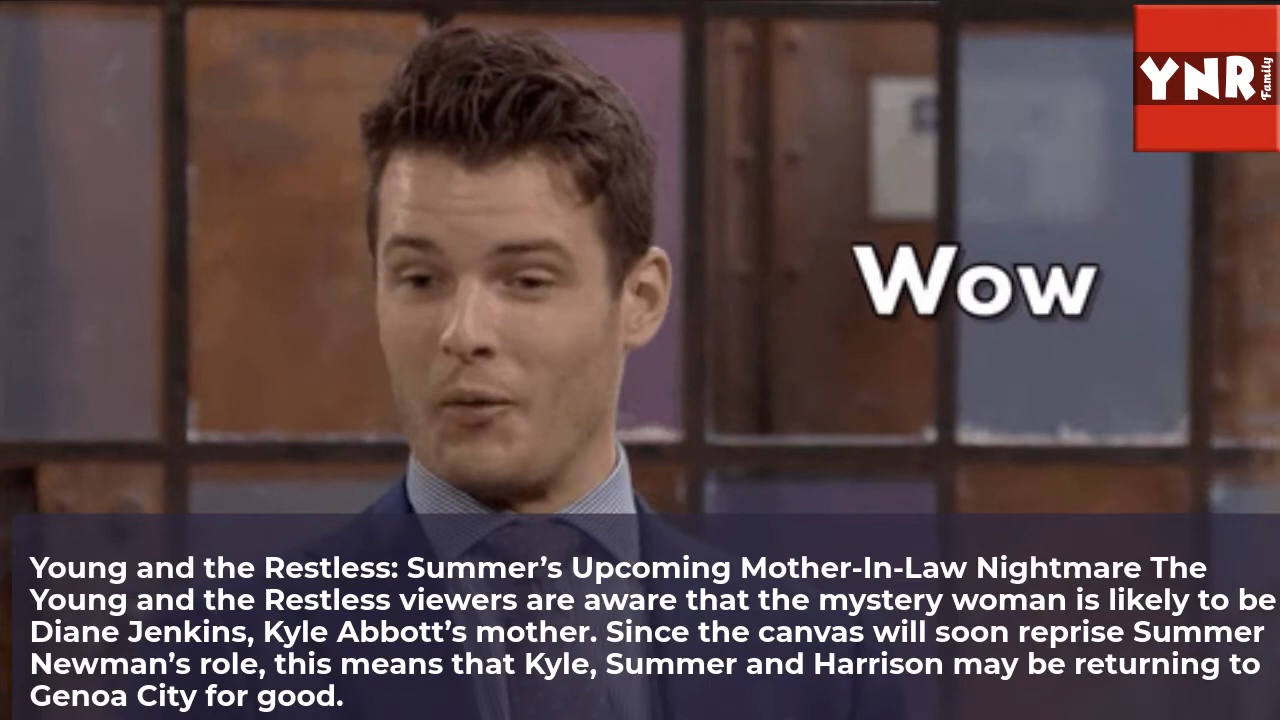 YNR
Family
Wow
Young and the Restless: Summer’s Upcoming Mother-In-Law Nightmare The
Young and the Restless viewers are aware that the mystery woman is likely to be
Diane Jenkins, Kyle Abbott’s mother. Since the canvas will soon reprise Summer
Newman’s role, this means that Kyle, Summer and Harrison may be returning to
Genoa City for good.